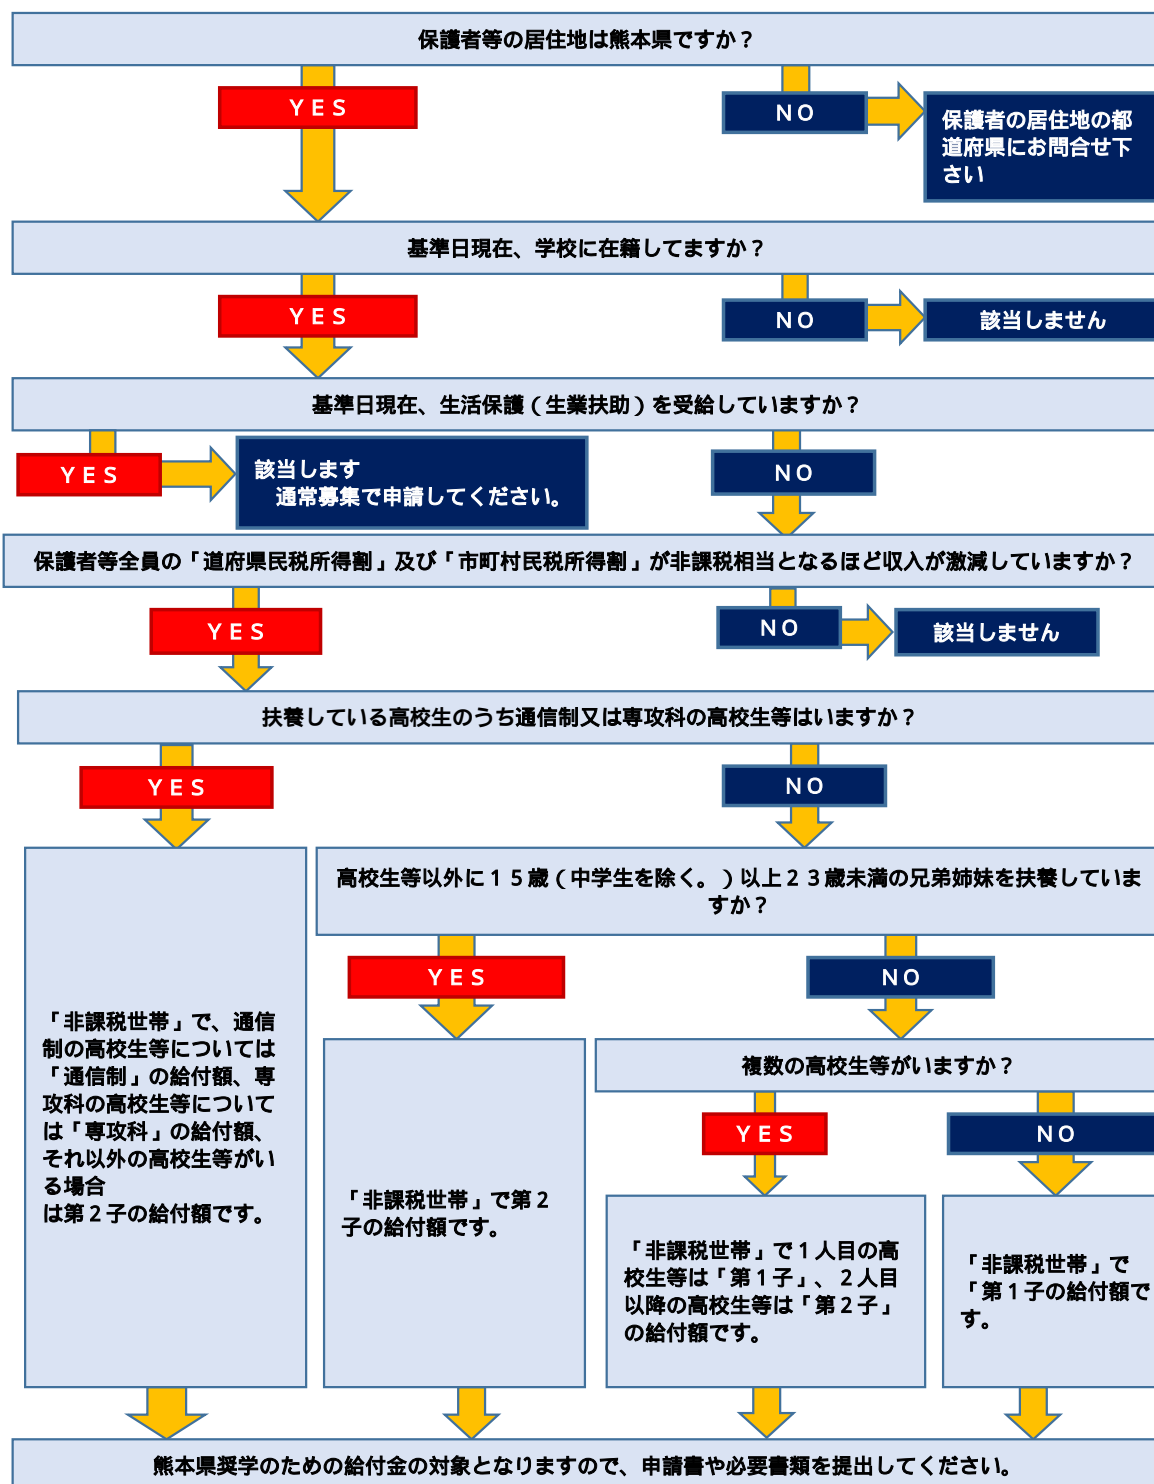 保護者等の居住地は熊本県ですか？
ＹＥＳ
ＮＯ
保護者の居住地の都
道府県にお問合せ下
さい
基準日現在、学校に在籍してますか？
ＹＥＳ
ＮＯ
該当しません
基準日現在、生活保護（生業扶助）を受給していますか？
ＹＥＳ
該当します
　通常募集で申請してください。
ＮＯ
保護者等全員の「道府県民税所得割」及び「市町村民税所得割」が非課税相当となるほど収入が激減していますか？
ＹＥＳ
ＮＯ
該当しません
扶養している高校生のうち通信制又は専攻科の高校生等はいますか？
ＹＥＳ
ＮＯ
高校生等以外に１５歳（中学生を除く。）以上２３歳未満の兄弟姉妹を扶養していま
すか？
ＹＥＳ
ＮＯ
「非課税世帯」で、通信
制の高校生等については
「通信制」の給付額、専
攻科の高校生等について
は「専攻科」の給付額、
それ以外の高校生等がい
る場合
は第２子の給付額です。
「非課税世帯」で第２
子の給付額です。
複数の高校生等がいますか？
ＹＥＳ
ＮＯ
「非課税世帯」で１人目の高
校生等は「第１子」、２人目
以降の高校生等は「第２子」
の給付額です。
「非課税世帯」で
「第１子の給付額で
す。
熊本県奨学のための給付金の対象となりますので、申請書や必要書類を提出してください。